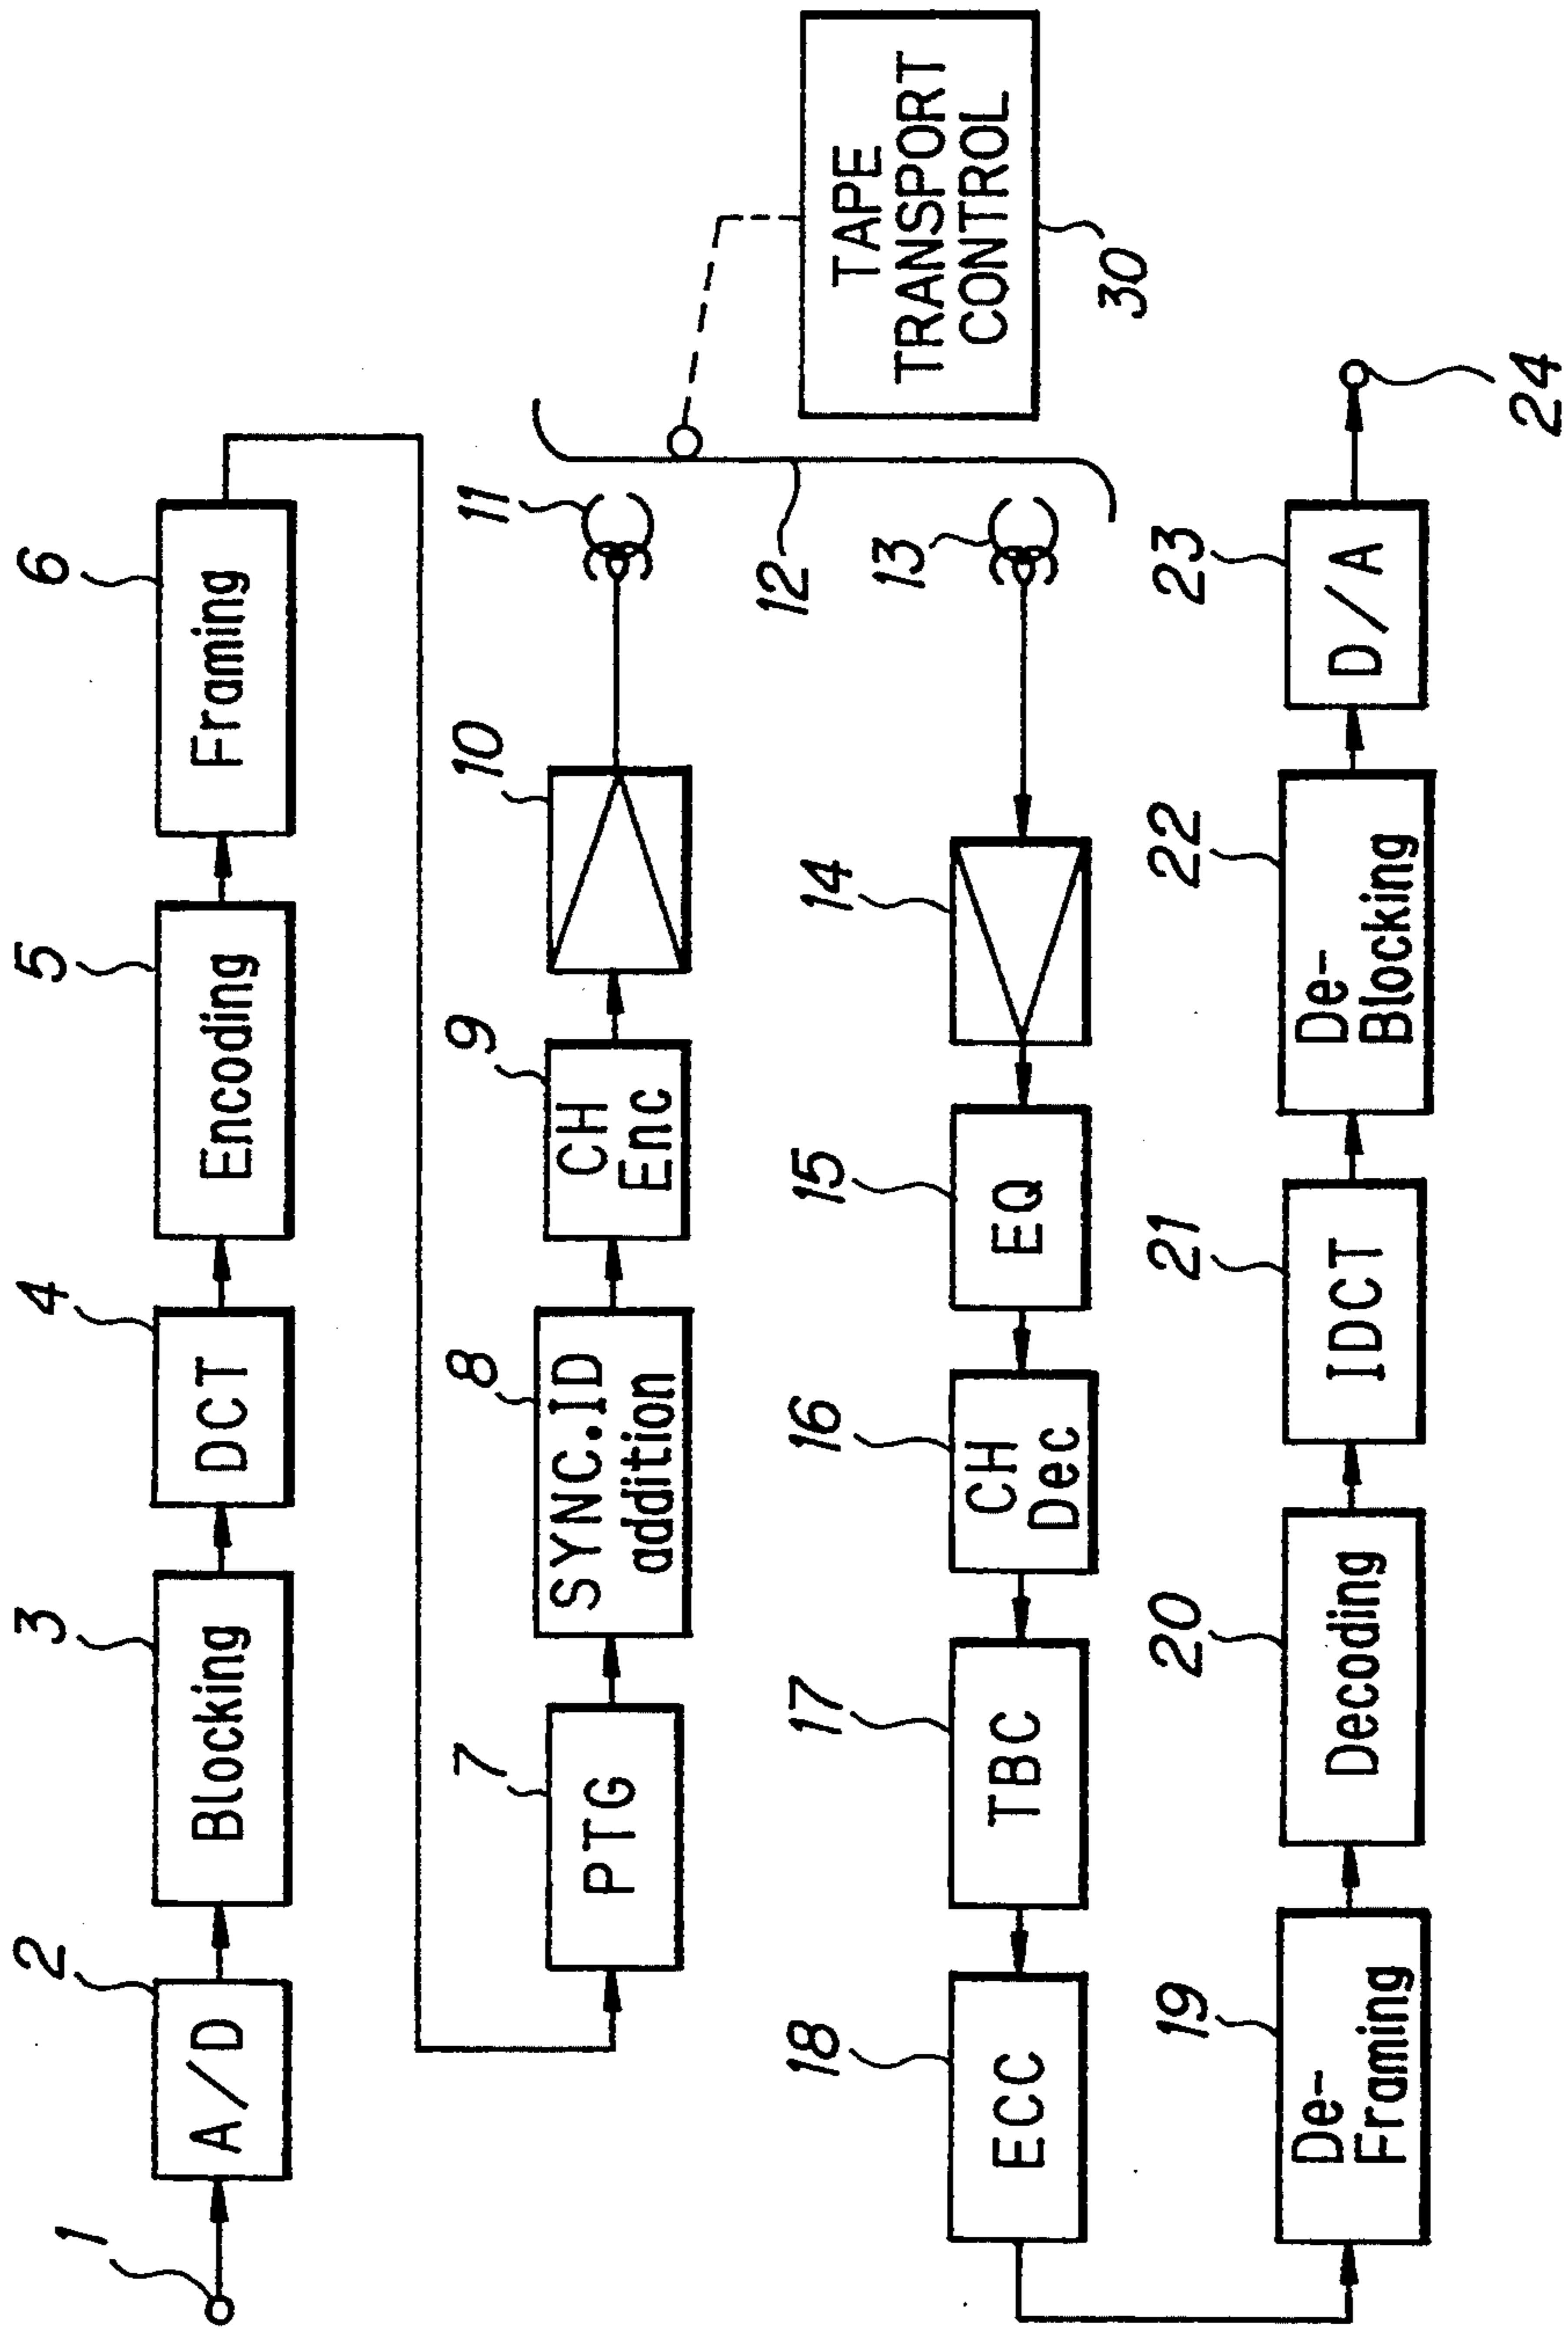 1
2
A/D
3
Blocking
4
DCT
5
Encoding
6
Framing
7
PTG
8
SYNC.ID
addition
9
CH
Enc
10
11
12
TAPE
TRANSPORT
CONTROL
30
13
14
15
EQ
16
CH
Dec
17
TBC
18
ECC
19
De-
Framing
20
Decoding
21
IDCT
22
De-
Blocking
23
D/A
24